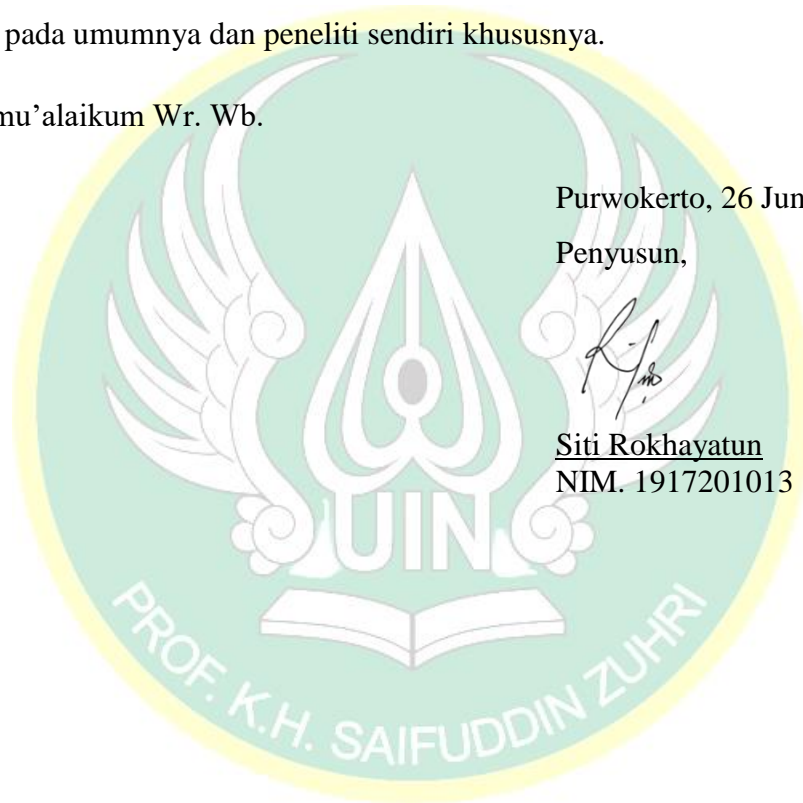 pada umumnya dan peneliti sendiri khususnya.
mu’alaikum Wr. Wb.
Purwokerto, 26 Jun
Penyusun,
Siti Rokhayatun
NIM. 1917201013
UIN
PROF. K.H. SAIFUDDIN ZUHRI